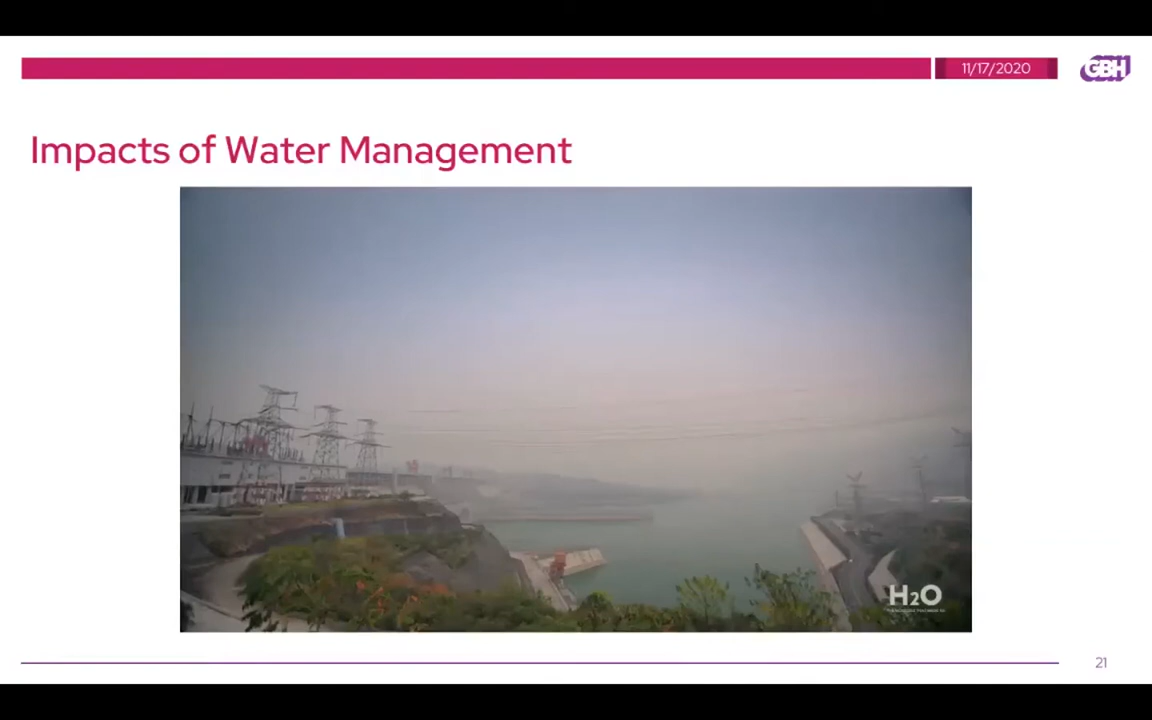 11/17/2020
GBH
Impacts of Water Management
H2O
21